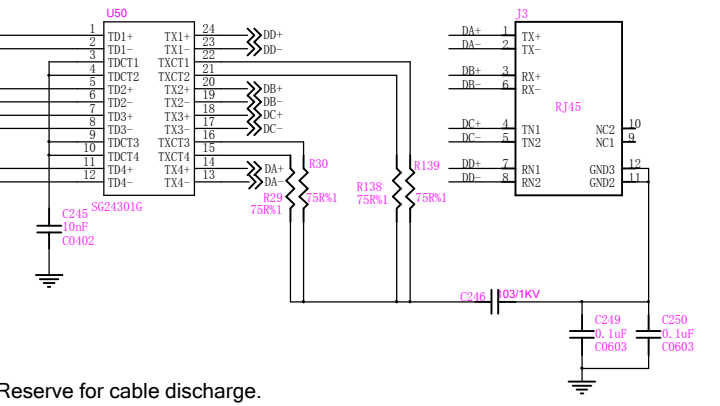 U50
1 TD1+ TX1+ 24 DD+
2 TD1- TX1- 23 DD-
3 TDCT1 TXCT1 22
4 TDCT2 TXCT2 21
5 TD2+ TX2+ 20 DB+
6 TD2- TX2- 19 DB-
7 TD3+ TX3+ 18 DC+
8 TD3- TX3- 17 DC-
9 TDCT3 TXCT3 16
10 TDCT4 TXCT4 15
11 TD4+ TX4+ 14 DA+
12 TD4- TX4- 13 DA-
SG24301G
C245
10nF
C0402
R30
75R%1
R29
75R%1
R139
75R%1
R138
75R%1
J3
DA+ 1 TX+
DA- 2 TX-
DB+ 3 RX+
DB- 6 RX-
RJ45
DC+ 4 TN1 NC2 10
DC- 5 TN2 NC1 9
DD+ 7 RN1 GND3 12
DD- 8 RN2 GND2 11
C246 103/1KV
C249
0.1uF
C0603
C250
0.1uF
C0603
Reserve for cable discharge.